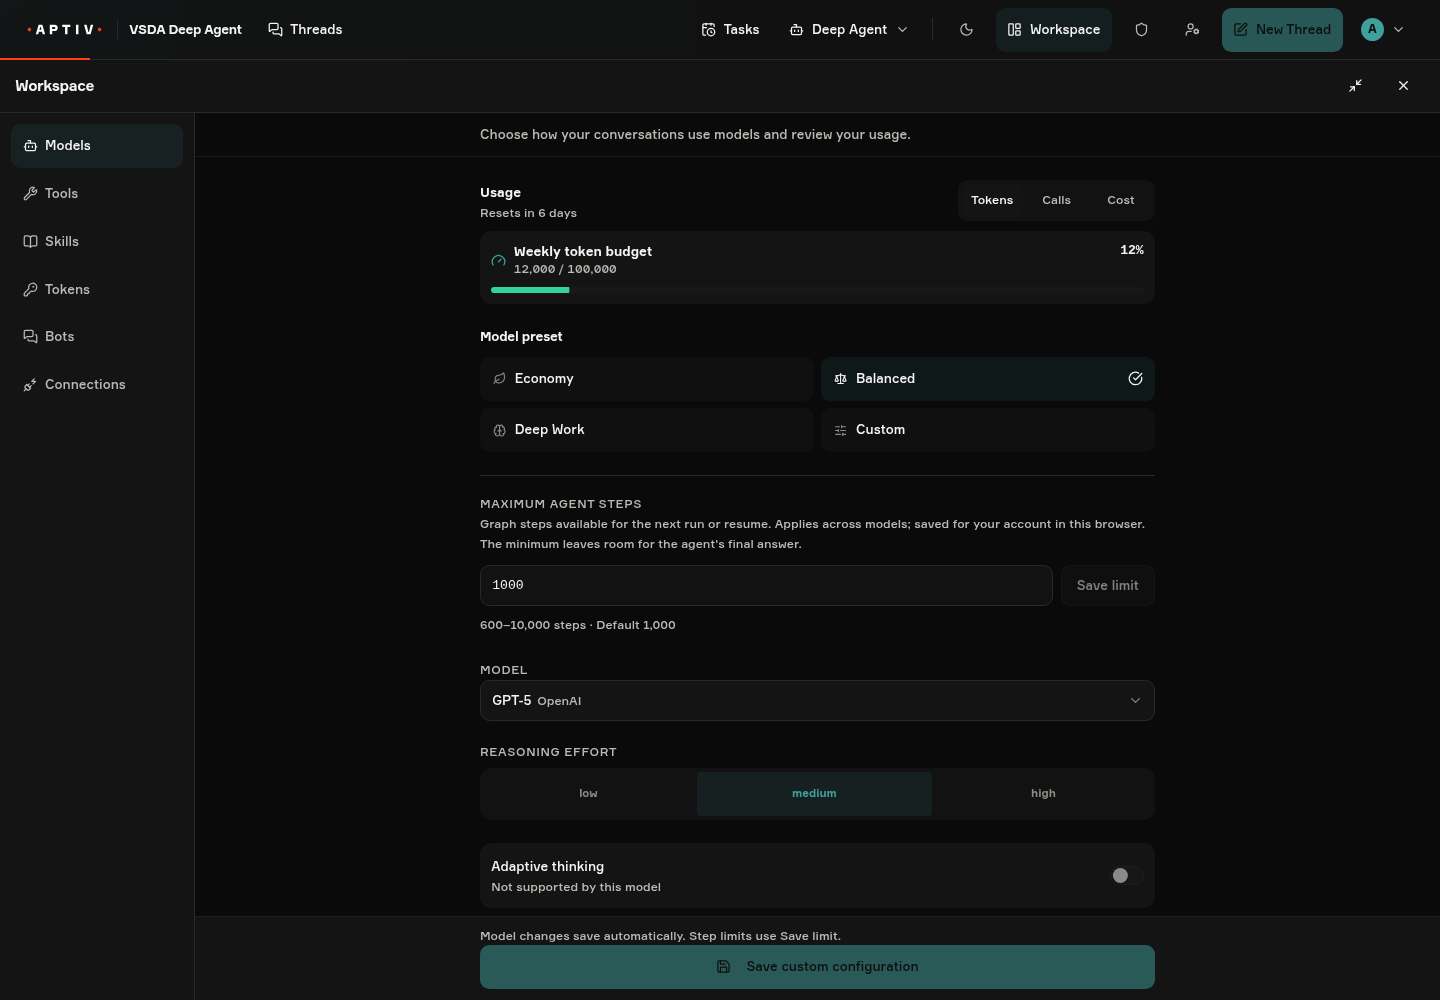 APTIV
VSDA Deep Agent
Threads
Tasks
Deep Agent
Workspace
New Thread
A
Workspace
Models
Tools
Skills
Tokens
Bots
Connections
Choose how your conversations use models and review your usage.
Usage
Resets in 6 days
Tokens
Calls
Cost
Weekly token budget
12,000 / 100,000
12%
Model preset
Economy
Balanced
Deep Work
Custom
MAXIMUM AGENT STEPS
Graph steps available for the next run or resume. Applies across models; saved for your account in this browser.
The minimum leaves room for the agent's final answer.
1000
Save limit
600–10,000 steps · Default 1,000
MODEL
GPT-5 OpenAI
REASONING EFFORT
low
medium
high
Adaptive thinking
Not supported by this model
Model changes save automatically. Step limits use Save limit.
Save custom configuration